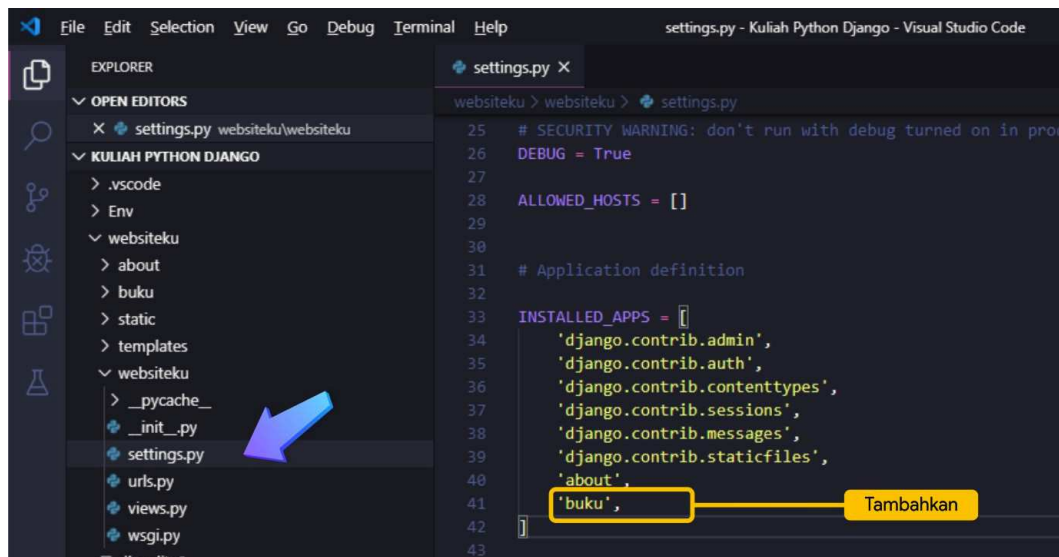 File Edit Selection View Go Debug Terminal Help settings.py - Kuliah Python Django - Visual Studio Code
EXPLORER
OPEN EDITORS
settings.py websiteku\websiteku
KULIAH PYTHON DJANGO
> .vscode
> Env
websiteku
> about
> buku
> static
> templates
websiteku
> __pycache__
__init__.py
settings.py
urls.py
views.py
wsgi.py
settings.py ×
websiteku > websiteku > settings.py
25 # SECURITY WARNING: don't run with debug turned on in
26 DEBUG = True
27
28 ALLOWED_HOSTS = []
29
30
31 # Application definition
32
33 INSTALLED_APPS = [
34 'django.contrib.admin',
35 'django.contrib.auth',
36 'django.contrib.contenttypes',
37 'django.contrib.sessions',
38 'django.contrib.messages',
39 'django.contrib.staticfiles',
40 'about',
41 'buku',
42 ]
43
Tambahkan